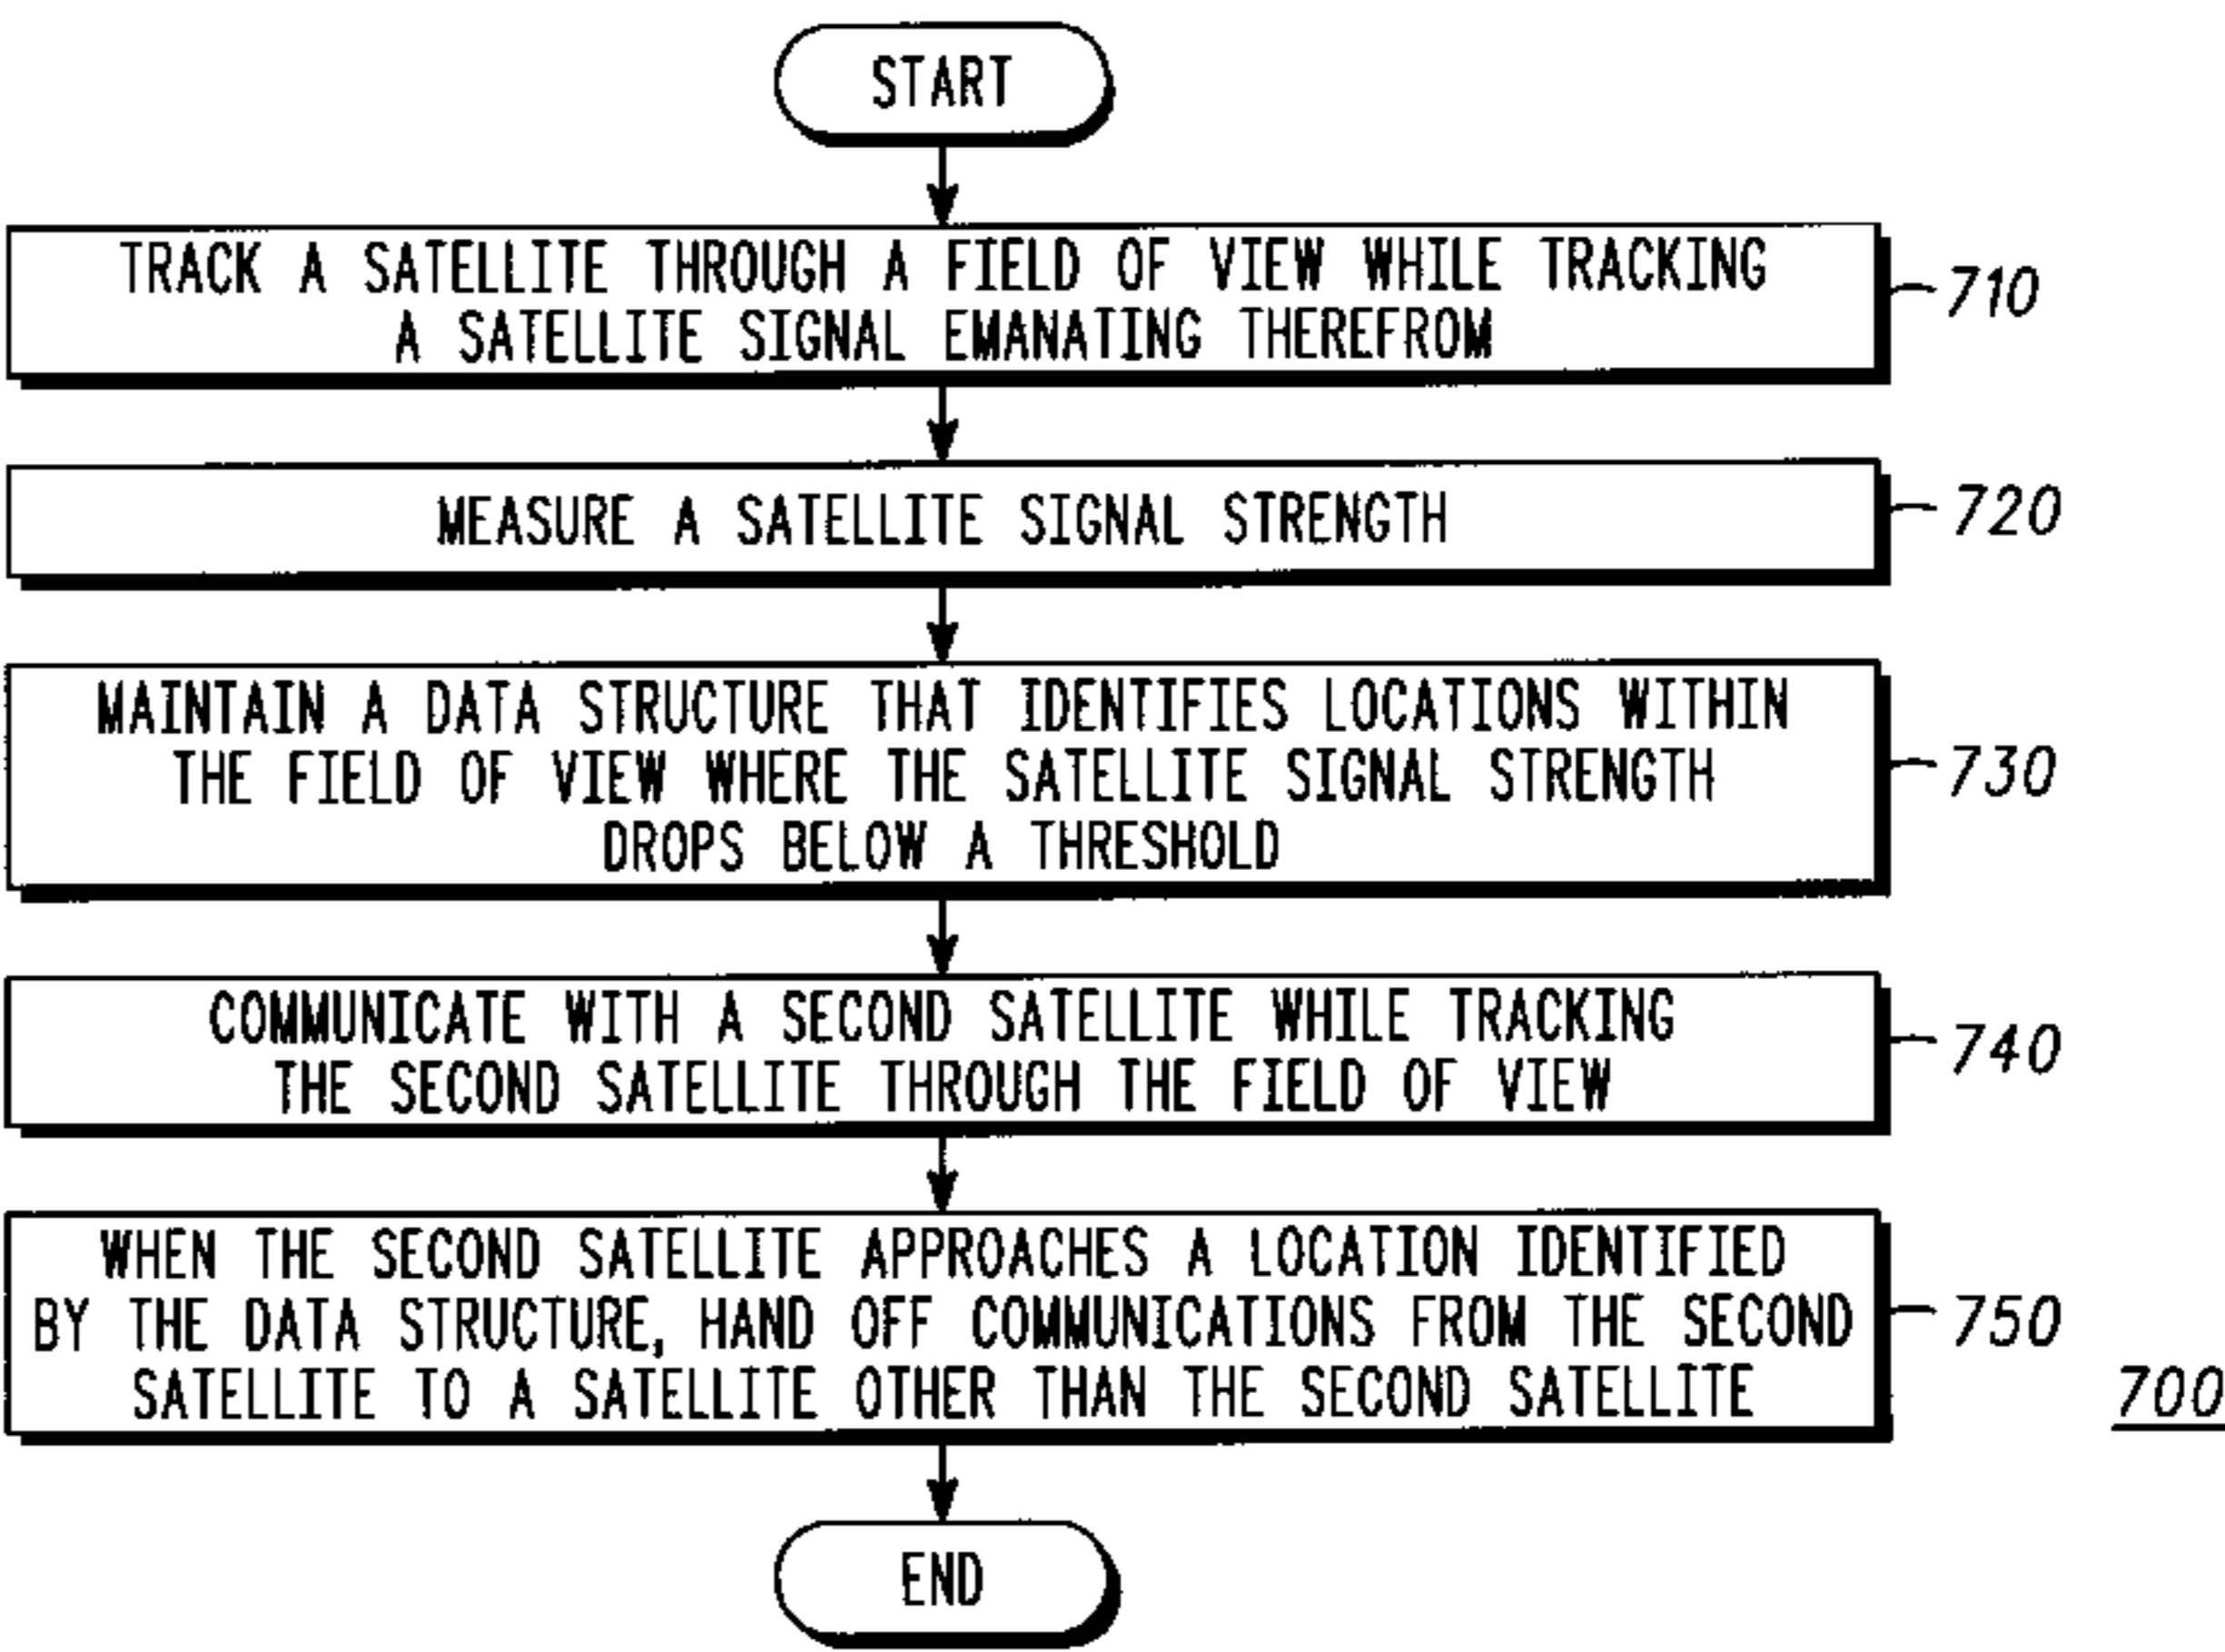 START
TRACK A SATELLITE THROUGH A FIELD OF VIEW WHILE TRACKING
A SATELLITE SIGNAL EMANATING THEREFROM
710
MEASURE A SATELLITE SIGNAL STRENGTH
720
MAINTAIN A DATA STRUCTURE THAT IDENTIFIES LOCATIONS WITHIN
THE FIELD OF VIEW WHERE THE SATELLITE SIGNAL STRENGTH
DROPS BELOW A THRESHOLD
730
COMMUNICATE WITH A SECOND SATELLITE WHILE TRACKING
THE SECOND SATELLITE THROUGH THE FIELD OF VIEW
740
WHEN THE SECOND SATELLITE APPROACHES A LOCATION IDENTIFIED
BY THE DATA STRUCTURE, HAND OFF COMMUNICATIONS FROM THE SECOND
SATELLITE TO A SATELLITE OTHER THAN THE SECOND SATELLITE
750
700
END